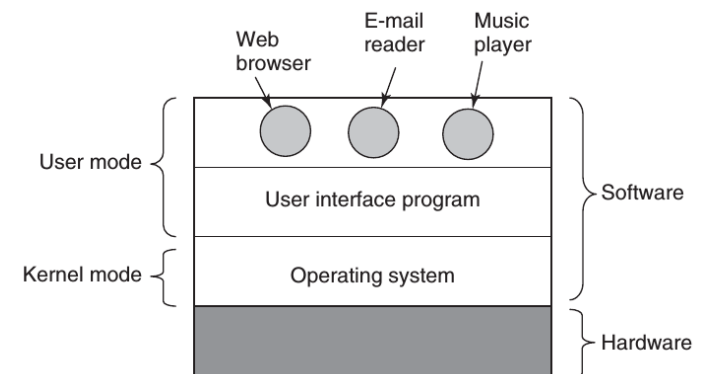 Web
browser
E-mail
reader
Music
player
User mode
User interface program
Software
Kernel mode
Operating system
Hardware